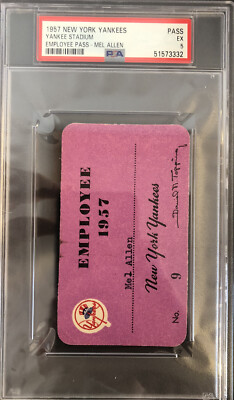 1957 NEW YORK YANKEES
YANKEE STADIUM
EMPLOYEE PASS - MEL ALLEN
PASS
EX
5
PSA
51573332
EMPLOYEE
1957
Mel Allen
New York Yankees
No. 9